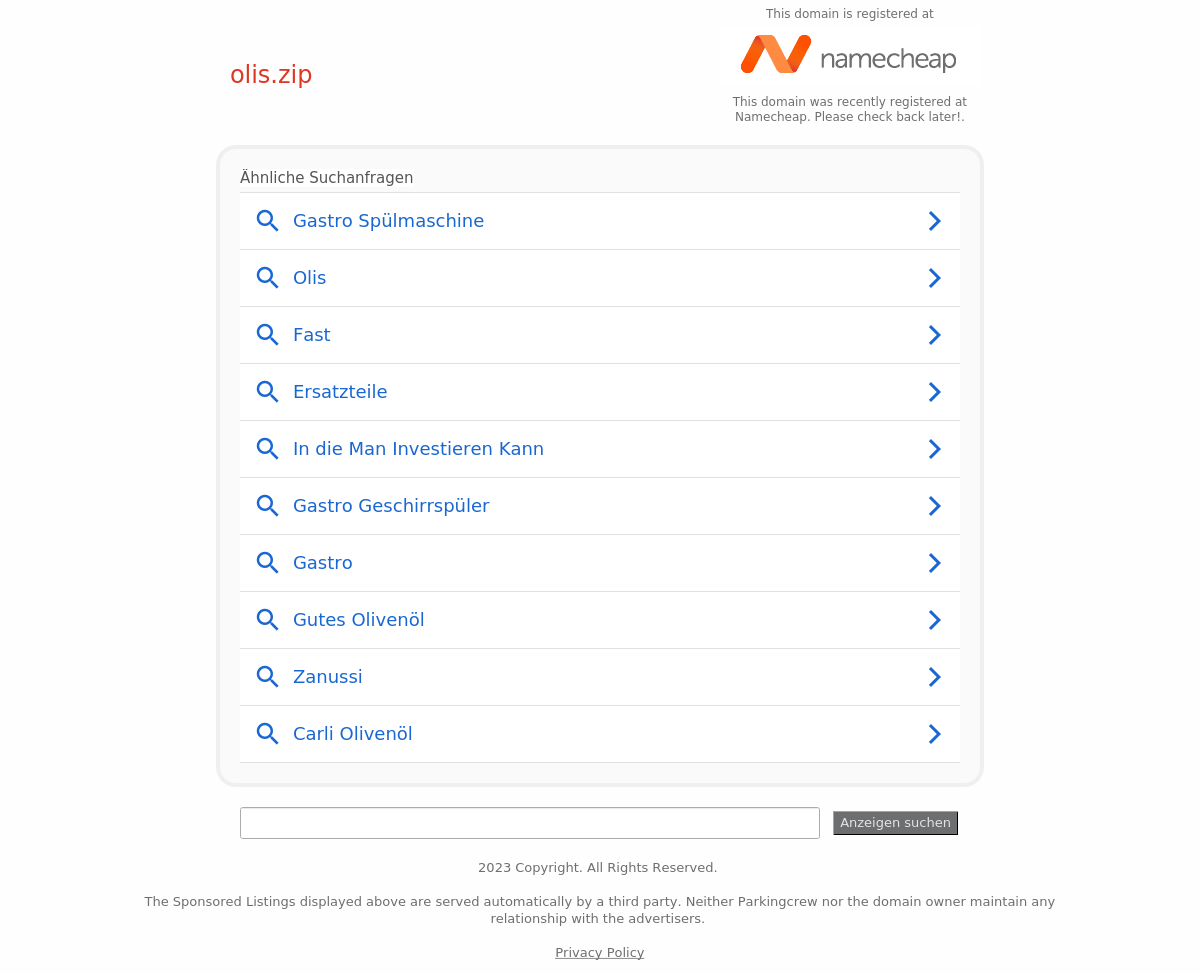 This domain is registered at
namecheap
olis.zip
This domain was recently registered at
Namecheap. Please check back later!.
Ähnliche Suchanfragen
Gastro Spülmaschine
Olis
Fast
Ersatzteile
In die Man Investieren Kann
Gastro Geschirrspüler
Gastro
Gutes Olivenöl
Zanussi
Carli Olivenöl
Anzeigen suchen
2023 Copyright. All Rights Reserved.
The Sponsored Listings displayed above are served automatically by a third party. Neither Parkingcrew nor the domain owner maintain any
relationship with the advertisers.
Privacy Policy